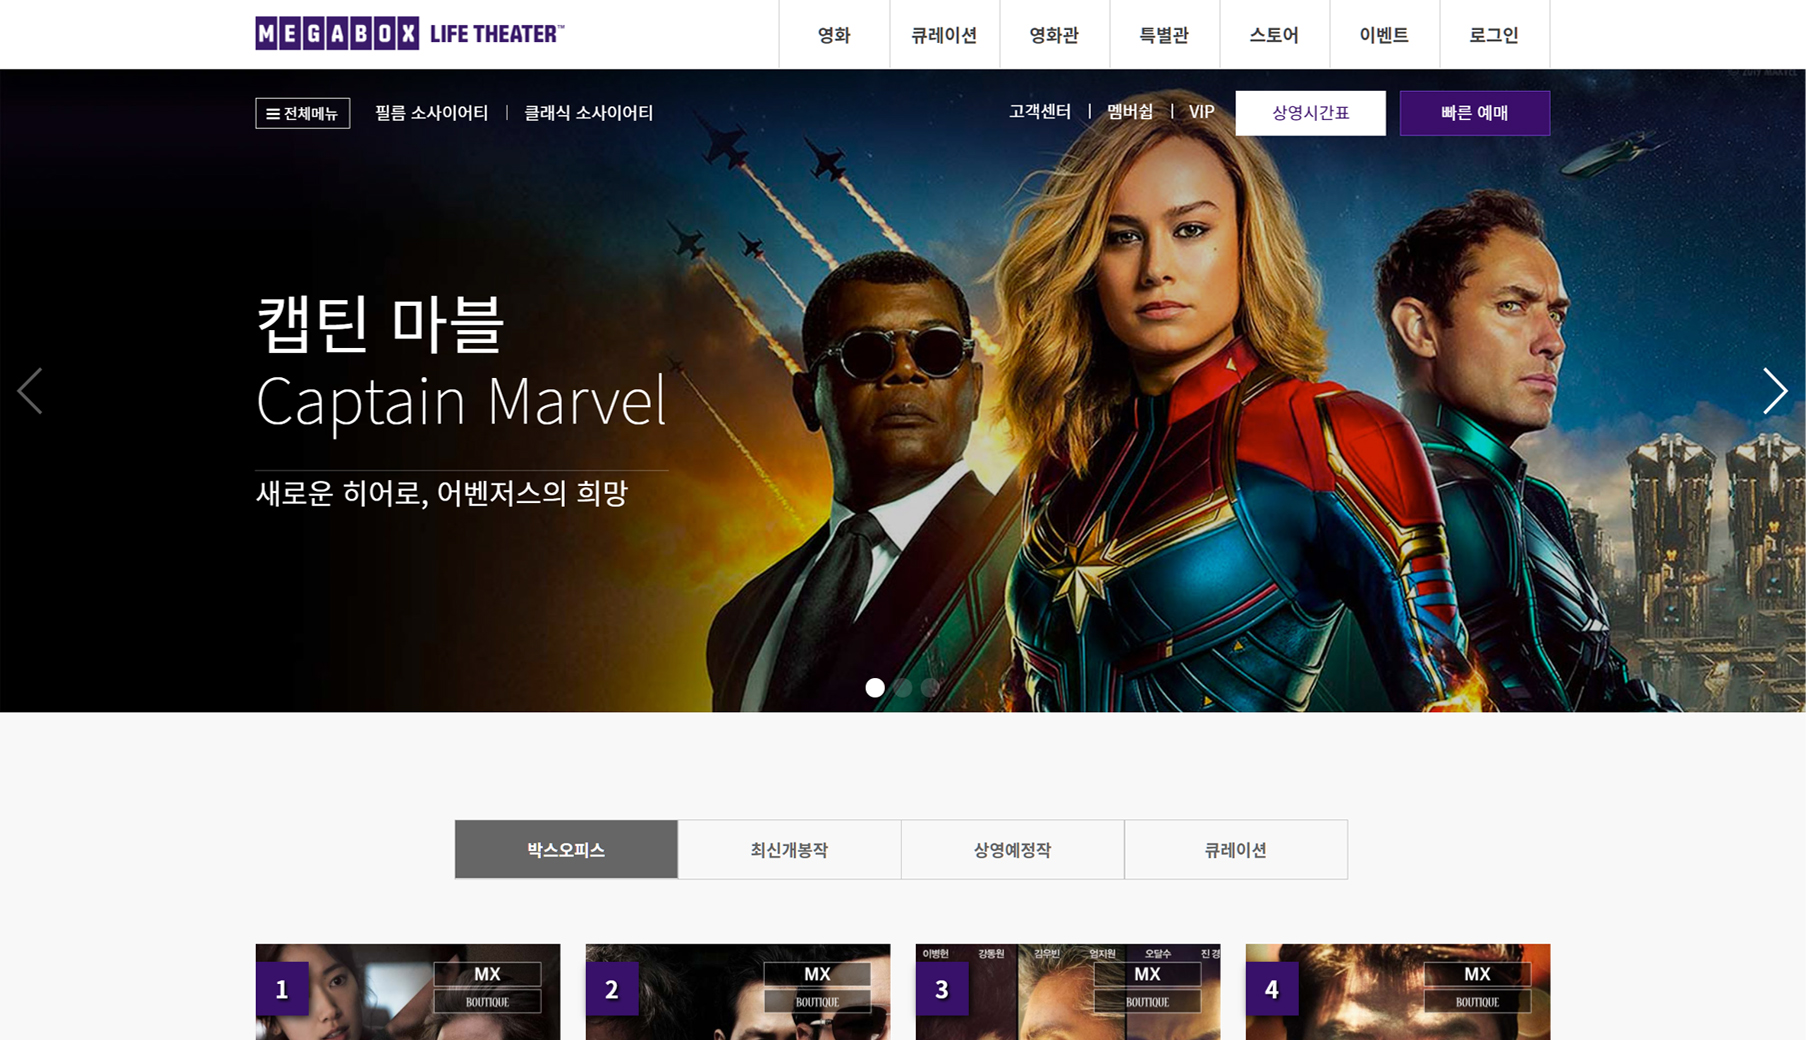 MEGABOX LIFE THEATER™
영화 큐레이션 영화관 특별관 스토어 이벤트 로그인
© 2019 MARVEL
전체메뉴 필름 소사이어티 | 클래식 소사이어티 고객센터 | 멤버쉽 | VIP 상영시간표 빠른 예매
캡틴 마블
Captain Marvel
새로운 히어로, 어벤저스의 희망
박스오피스 최신개봉작 상영예정작 큐레이션
이병헌 강동원 김우빈 엄지원 오달수 진경
1 MX 2 MX 3 MX 4 MX
BOUTIQUE BOUTIQUE BOUTIQUE BOUTIQUE